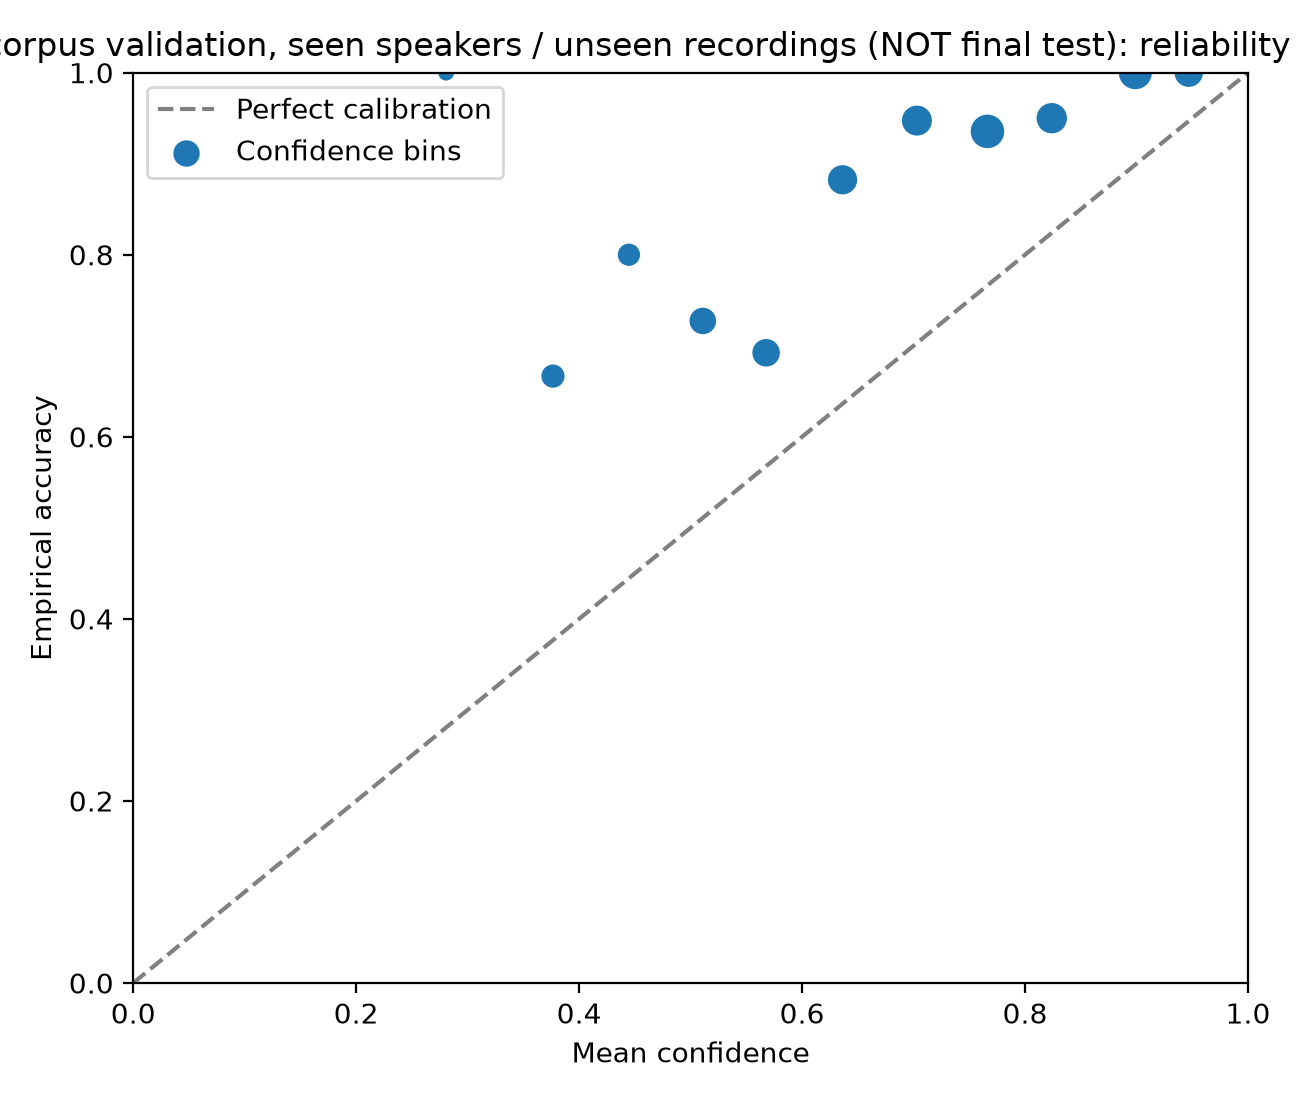 corpus validation, seen speakers / unseen recordings (NOT final test): reliability
1.0
Perfect calibration
Confidence bins
0.8
0.6
0.4
0.2
0.0
Empirical accuracy
0.0 0.2 0.4 0.6 0.8 1.0
Mean confidence